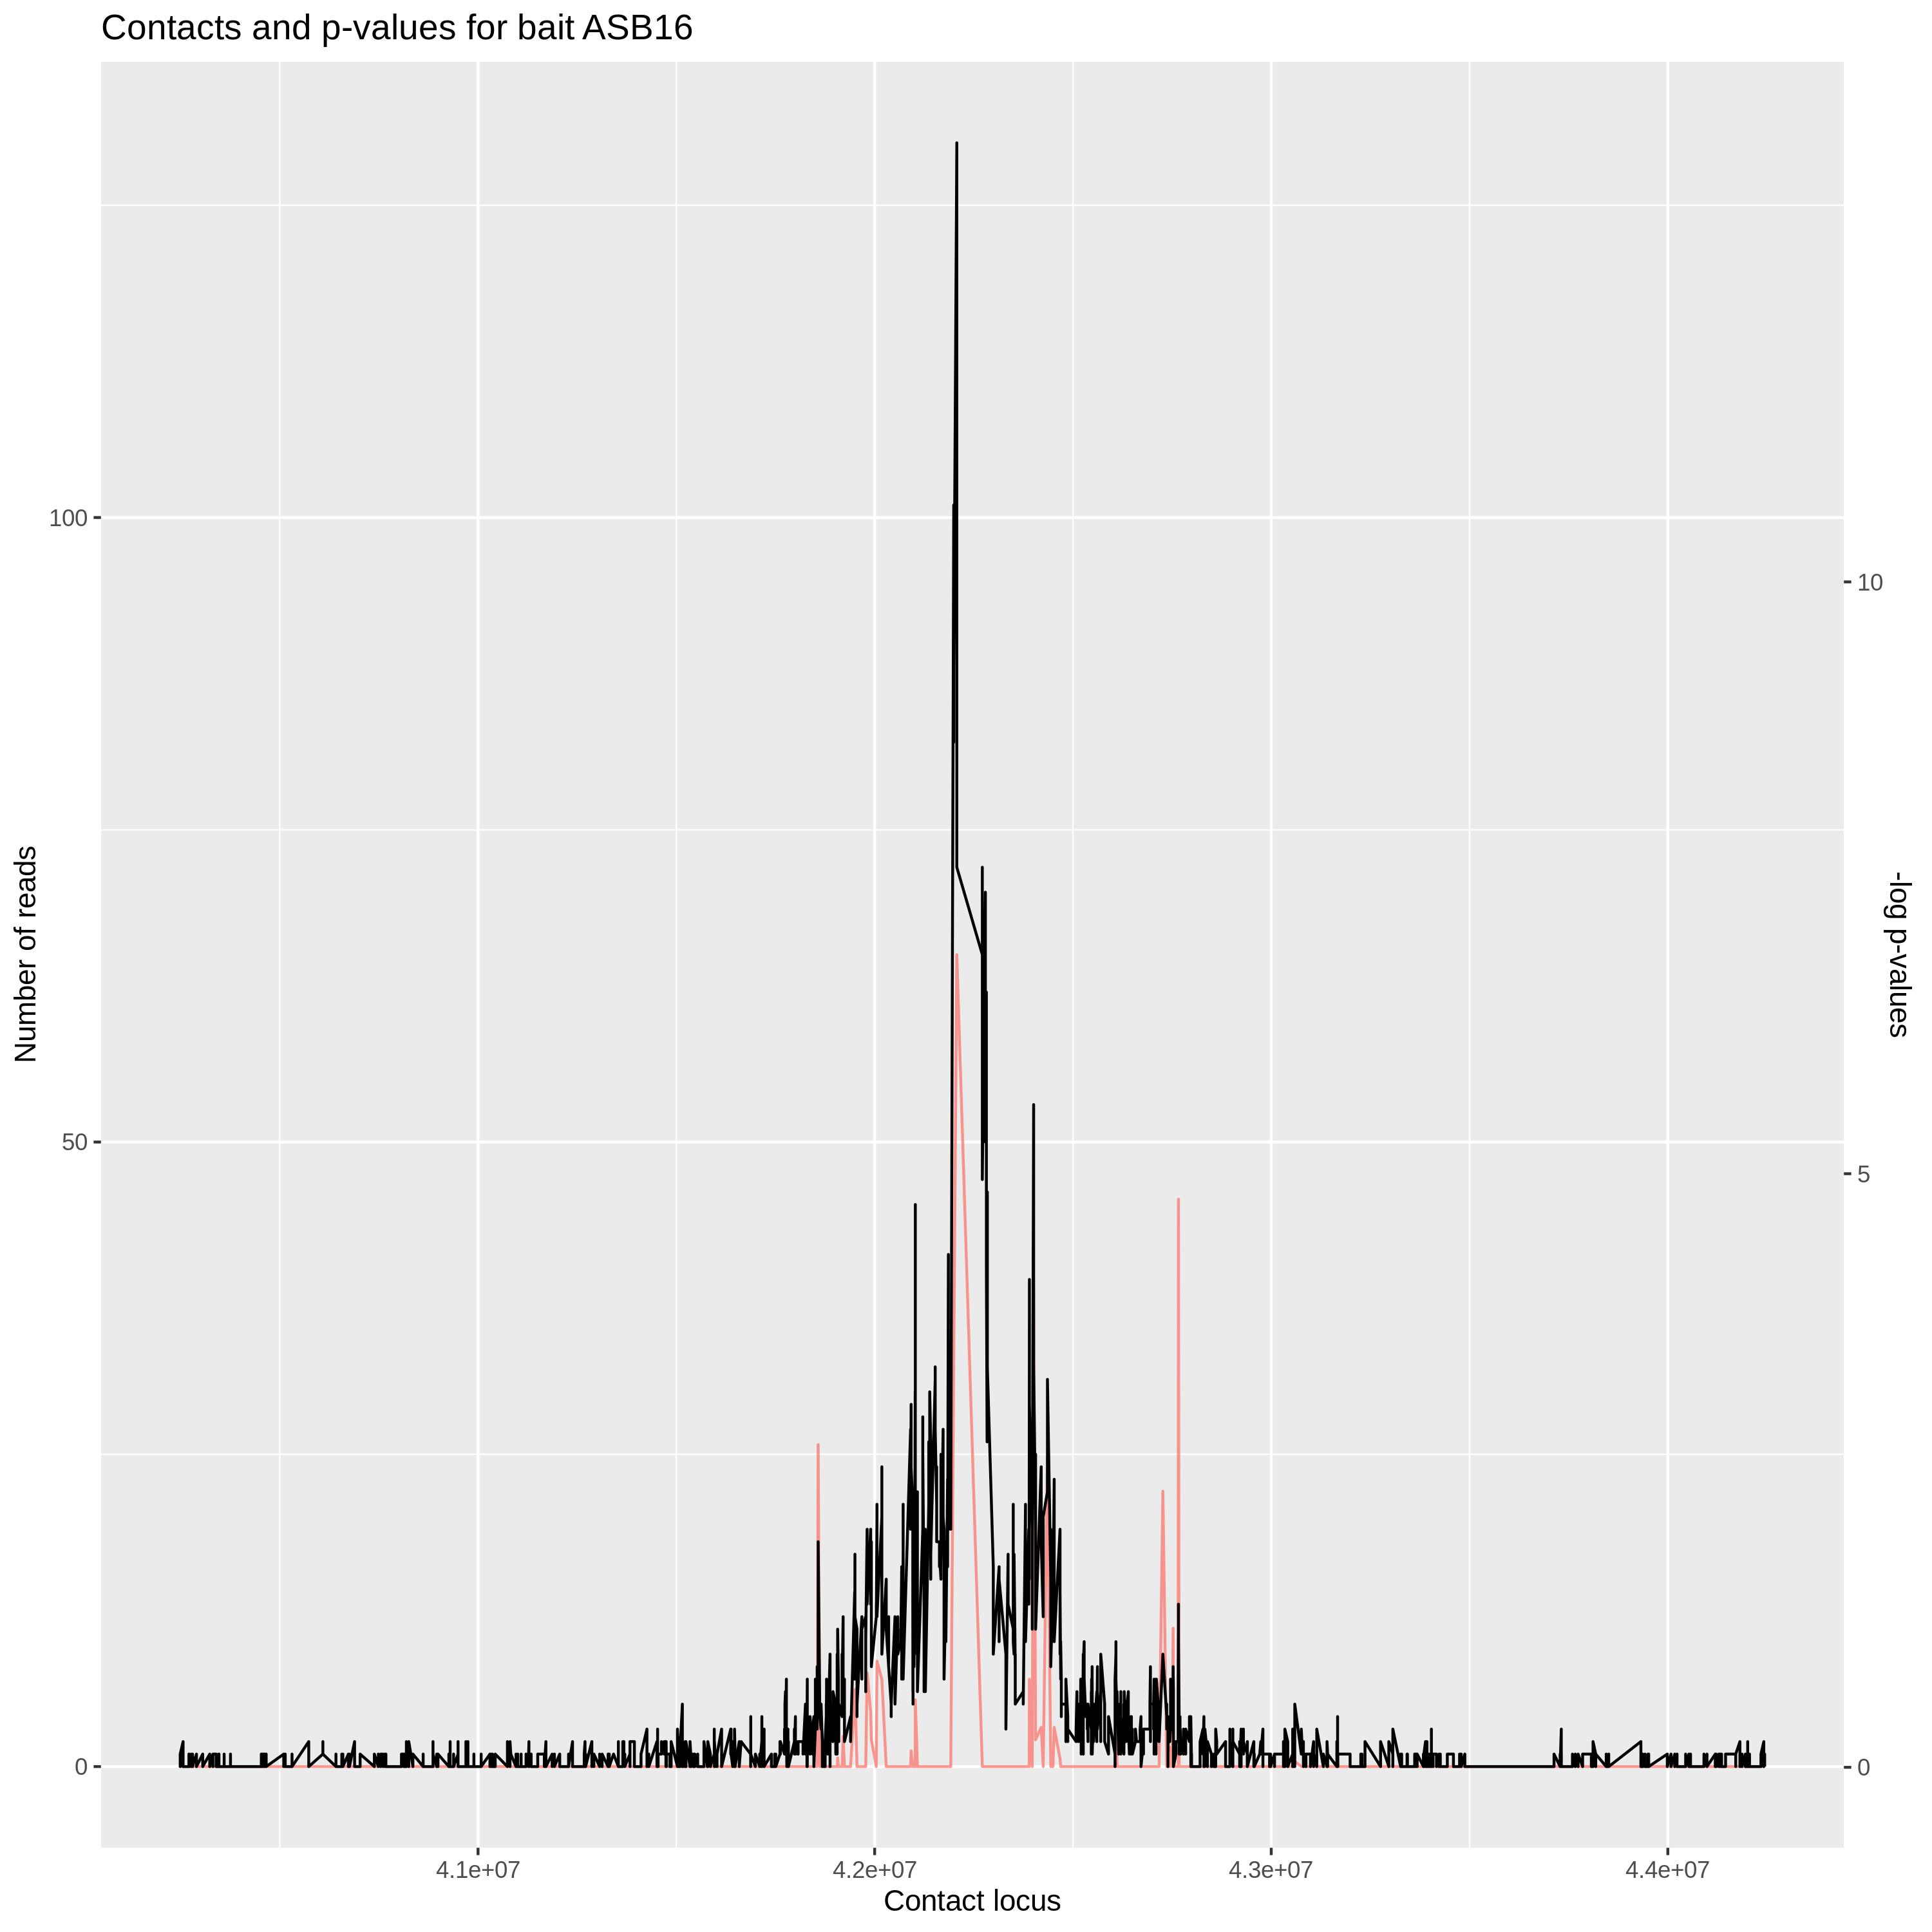 Contacts and p-values for bait ASB16
100
50
0
Number of reads
10
5
0
-log p-values
4.1e+07
4.2e+07
4.3e+07
4.4e+07
Contact locus